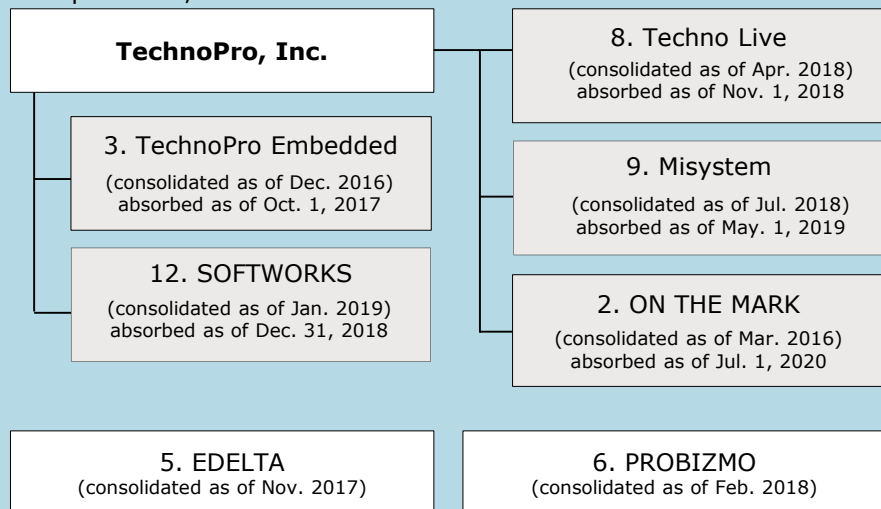 TechnoPro, Inc.
3. TechnoPro Embedded
(consolidated as of Dec. 2016)
absorbed as of Oct. 1, 2017
12. SOFTWORKS
(consolidated as of Jan. 2019)
absorbed as of Dec. 31, 2018
8. Techno Live
(consolidated as of Apr. 2018)
absorbed as of Nov. 1, 2018
9. Misystem
(consolidated as of Jul. 2018)
absorbed as of May. 1, 2019
2. ON THE MARK
(consolidated as of Mar. 2016)
absorbed as of Jul. 1, 2020
5. EDELTA
(consolidated as of Nov. 2017)
6. PROBIZMO
(consolidated as of Feb. 2018)